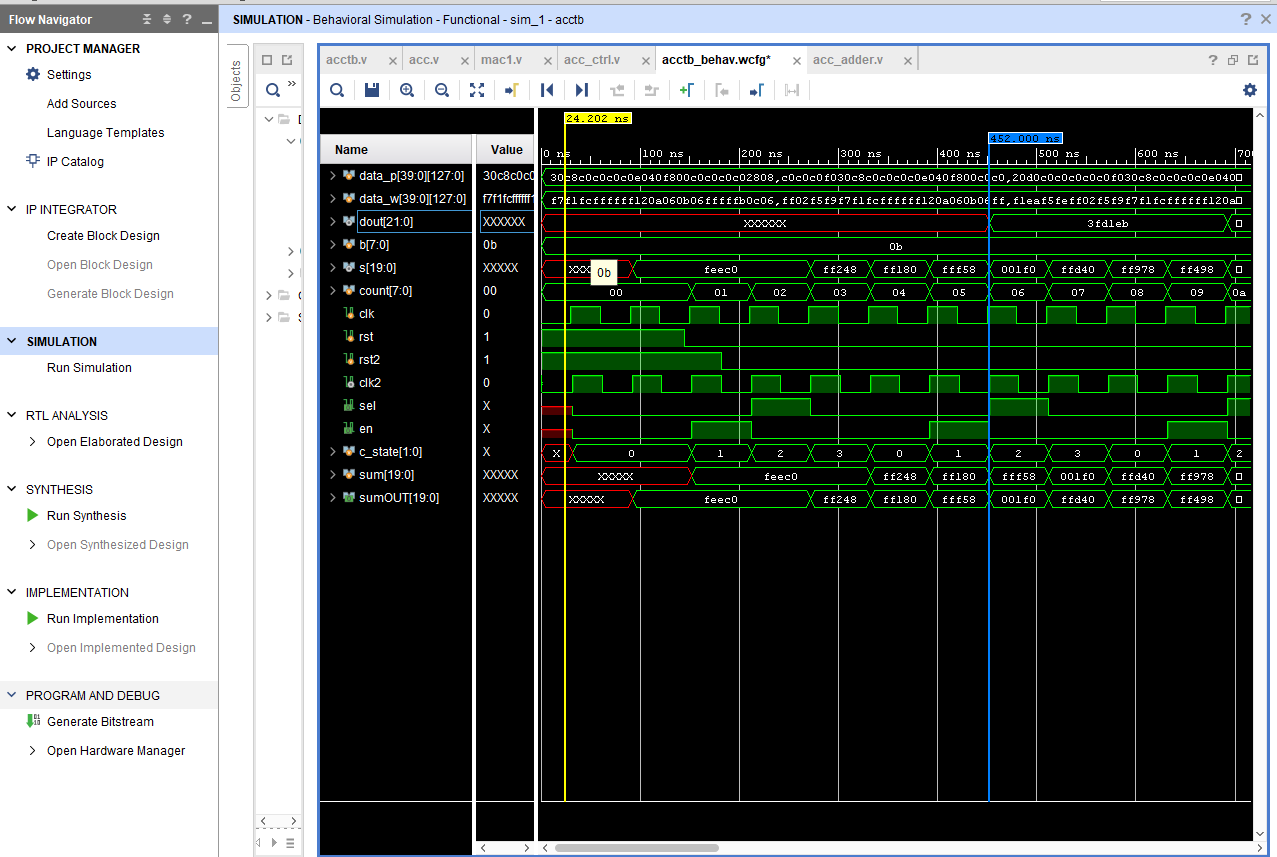 Flow Navigator
SIMULATION - Behavioral Simulation - Functional - sim_1 - acctb
PROJECT MANAGER
Settings
Add Sources
Language Templates
IP Catalog
IP INTEGRATOR
Create Block Design
Open Block Design
Generate Block Design
SIMULATION
Run Simulation
RTL ANALYSIS
Open Elaborated Design
SYNTHESIS
Run Synthesis
Open Synthesized Design
IMPLEMENTATION
Run Implementation
Open Implemented Design
PROGRAM AND DEBUG
Generate Bitstream
Open Hardware Manager
Objects
acctb.v acc.v mac1.v acc_ctrl.v acctb_behav.wcfg* acc_adder.v
24.202 ns
452.000 ns
Name Value 0 ns 100 ns 200 ns 300 ns 400 ns 500 ns 600 ns 700
data_p[39:0][127:0] 30c8c0c0
data_w[39:0][127:0] f7f1fcffffff
dout[21:0] XXXXXX XXXXXX 3fd1eb
b[7:0] 0b 0b
s[19:0] XXXXX XXX 0b feec0 ff248 ff180 fff58 001f0 ffd40 ff978 ff498
count[7:0] 00 00 01 02 03 04 05 06 07 08 09 0a
clk 0
rst 1
rst2 1
clk2 0
sel X
en X
c_state[1:0] X X 0 1 2 3 0 1 2 3 0 1 2
sum[19:0] XXXXX XXXXX feec0 ff248 ff180 fff58 001f0 ffd40 ff978
sumOUT[19:0] XXXXX XXXXX feec0 ff248 ff180 fff58 001f0 ffd40 ff978 ff498